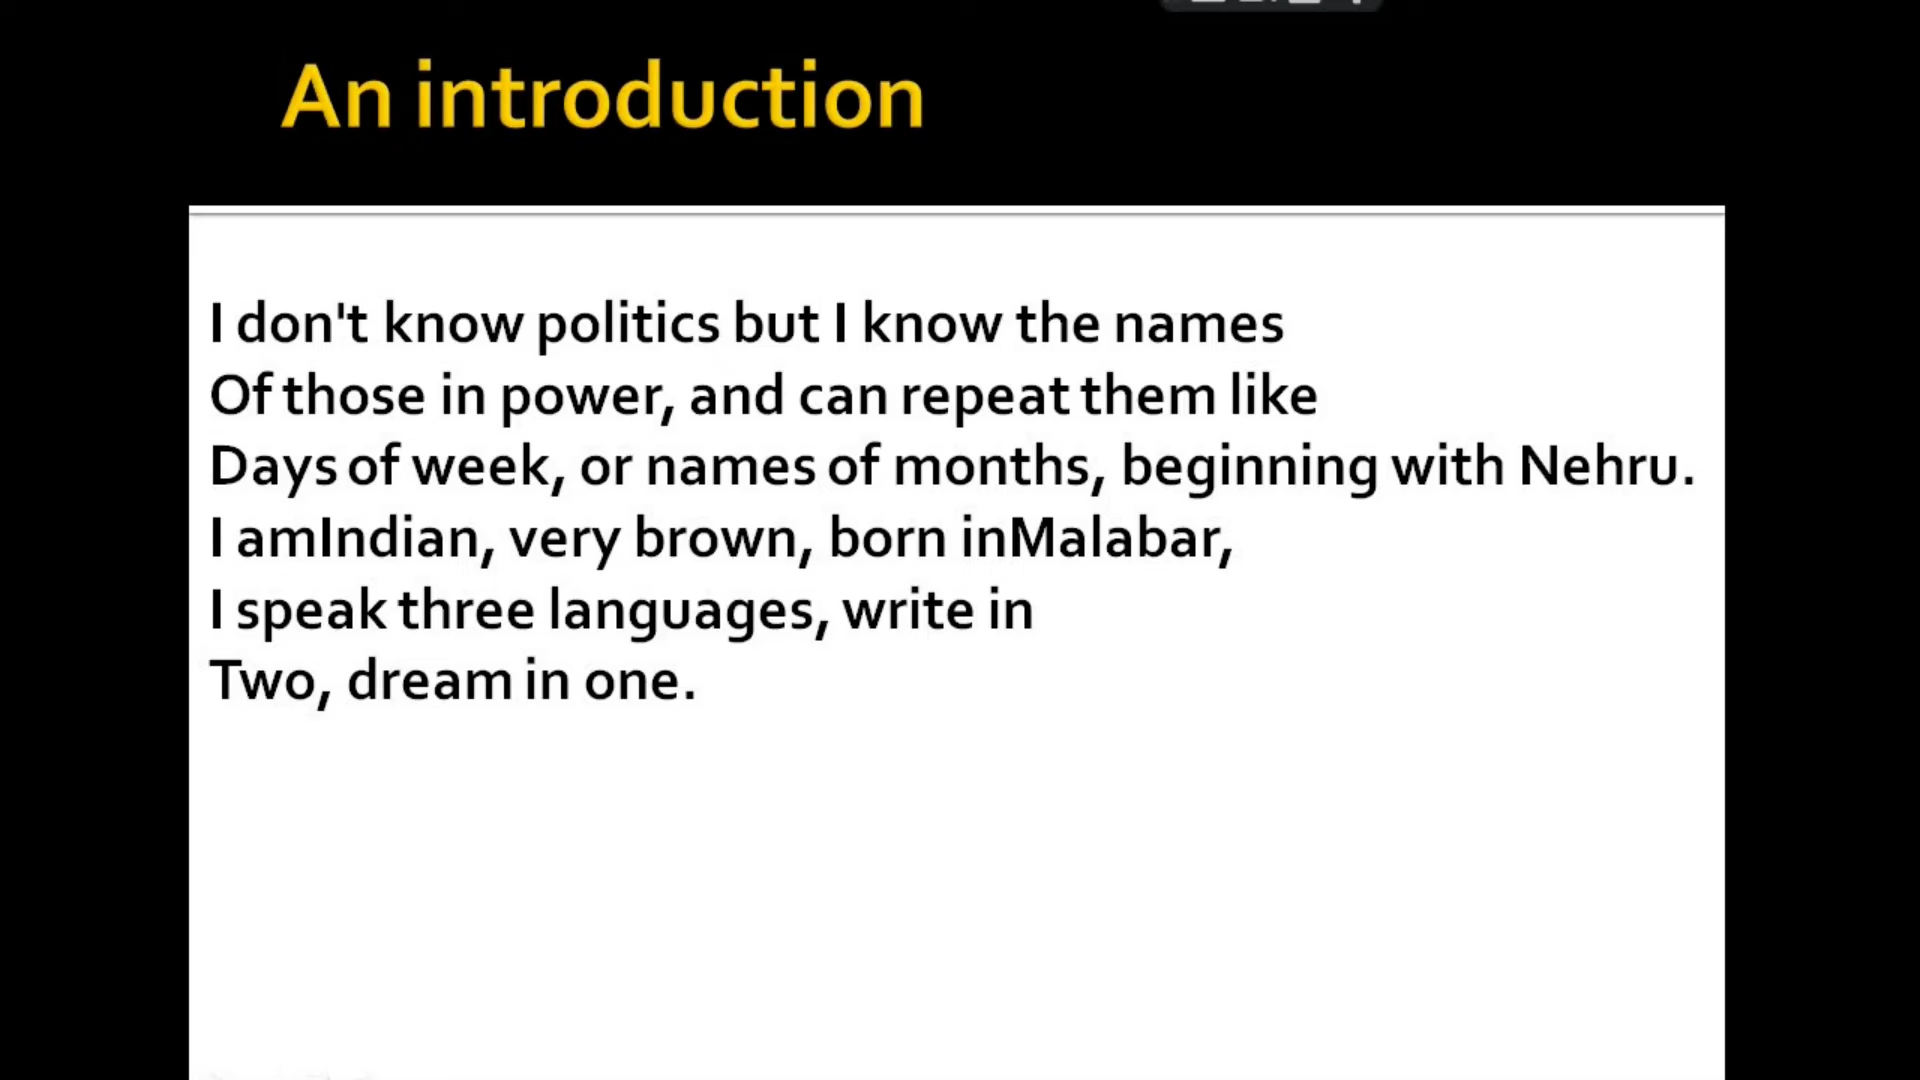 An introduction
I don't know politics but I know the names
Of those in power, and can repeat them like
Days of week, or names of months, beginning with Nehru.
I amIndian, very brown, born inMalabar,
I speak three languages, write in
Two, dream in one.